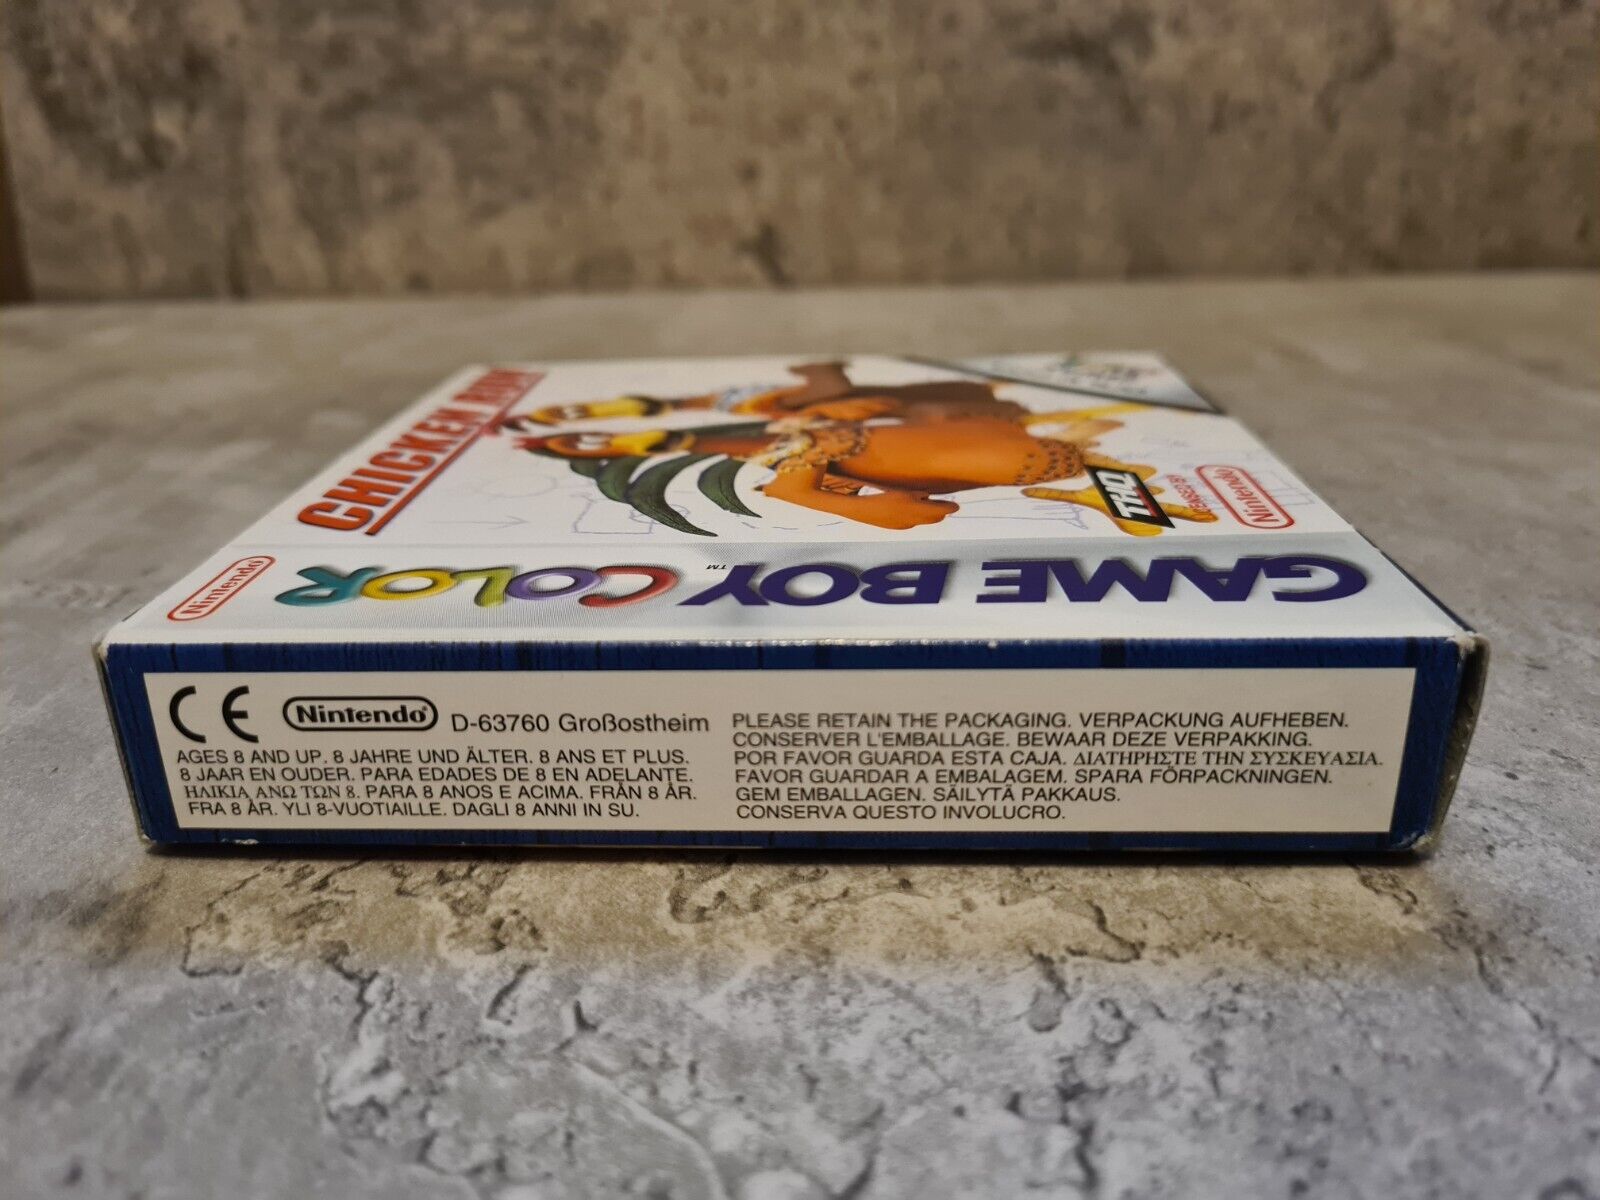 CHICKEN RUN
THQ
LICENSED BY
Nintendo
GAME BOY COLOR™
Nintendo
CE Nintendo D-63760 Großostheim
AGES 8 AND UP. 8 JAHRE UND ÄLTER. 8 ANS ET PLUS.
8 JAAR EN OUDER. PARA EDADES DE 8 EN ADELANTE.
ΗΛΙΚΙΑ ΑΝΩ ΤΩΝ 8. PARA 8 ANOS E ACIMA. FRÅN 8 ÅR.
FRA 8 ÅR. YLI 8-VUOTIAILLE. DAGLI 8 ANNI IN SU.
PLEASE RETAIN THE PACKAGING. VERPACKUNG AUFHEBEN.
CONSERVER L'EMBALLAGE. BEWAAR DEZE VERPAKKING.
POR FAVOR GUARDA ESTA CAJA. ΔΙΑΤΗΡΗΣΤΕ ΤΗΝ ΣΥΣΚΕΥΑΣΙΑ.
FAVOR GUARDAR A EMBALAGEM. SPARA FÖRPACKNINGEN.
GEM EMBALLAGEN. SÄILYTÄ PAKKAUS.
CONSERVA QUESTO INVOLUCRO.